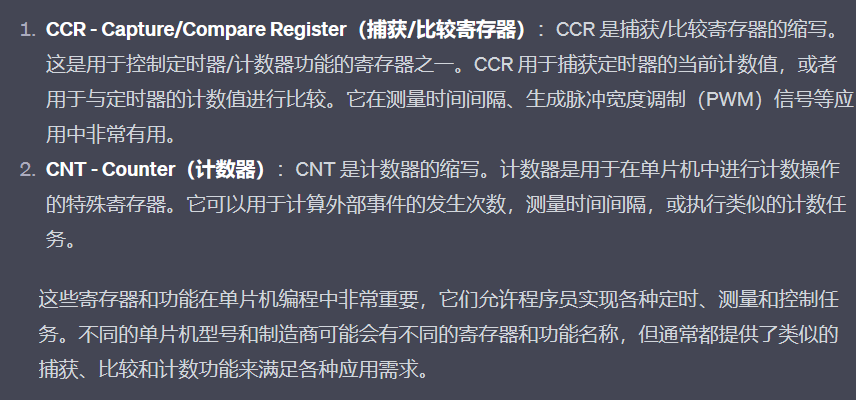 1. CCR - Capture/Compare Register（捕获/比较寄存器）：CCR 是捕获/比较寄存器的缩写。
这是用于控制定时器/计数器功能的寄存器之一。CCR 用于捕获定时器的当前计数值，或者
用于与定时器的计数值进行比较。它在测量时间间隔、生成脉冲宽度调制（PWM）信号等应
用中非常有用。
2. CNT - Counter（计数器）：CNT 是计数器的缩写。计数器是用于在单片机中进行计数操作
的特殊寄存器。它可以用于计算外部事件的发生次数，测量时间间隔，或执行类似的计数任
务。
这些寄存器和功能在单片机编程中非常重要，它们允许程序员实现各种定时、测量和控制任
务。不同的单片机型号和制造商可能会有不同的寄存器和功能名称，但通常都提供了类似的
捕获、比较和计数功能来满足各种应用需求。